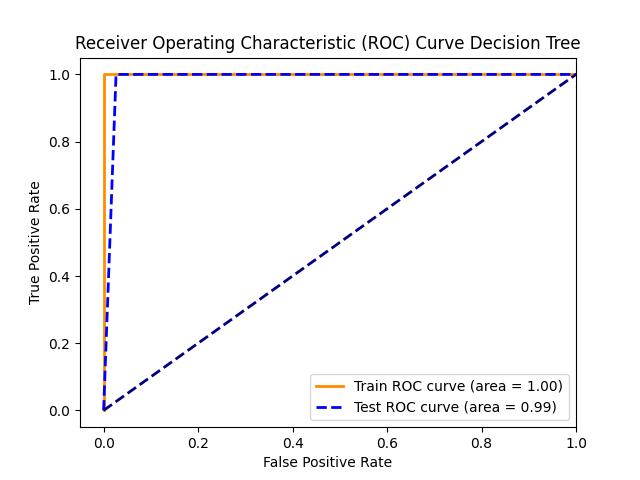 Receiver Operating Characteristic (ROC) Curve Decision Tree
1.0
0.8
0.6
0.4
0.2
0.0
True Positive Rate
Train ROC curve (area = 1.00)
Test ROC curve (area = 0.99)
0.0 0.2 0.4 0.6 0.8 1.0
False Positive Rate